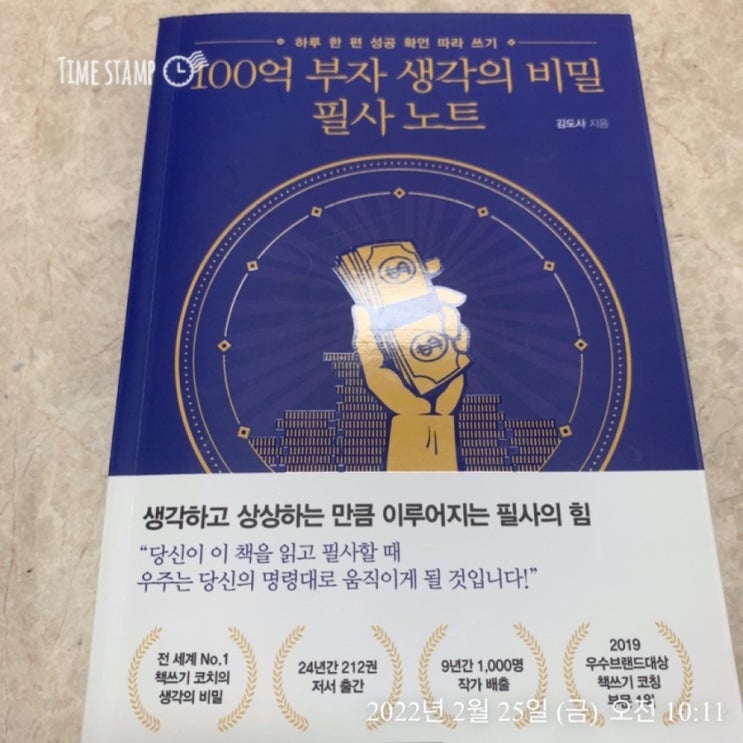 하루 한 편 성공 확언 따라 쓰기
TIME STAMP
100억 부자 생각의 비밀
필사 노트
김도사 지음
생각하고 상상하는 만큼 이루어지는 필사의 힘
“당신이 이 책을 읽고 필사할 때
우주는 당신의 명령대로 움직이게 될 것입니다!”
전 세계 No.1
책쓰기 코치의
생각의 비밀
24년간 212권
저서 출간
9년간 1,000명
작가 배출
2019
우수브랜드대상
책쓰기 코칭
부문 1위
2022년 2월 25일 (금) 오전 10:11